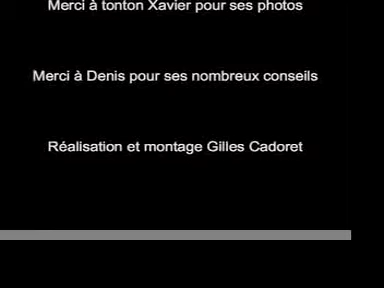 Merci à tonton Xavier pour ses photos
Merci à Denis pour ses nombreux conseils
Réalisation et montage Gilles Cadoret